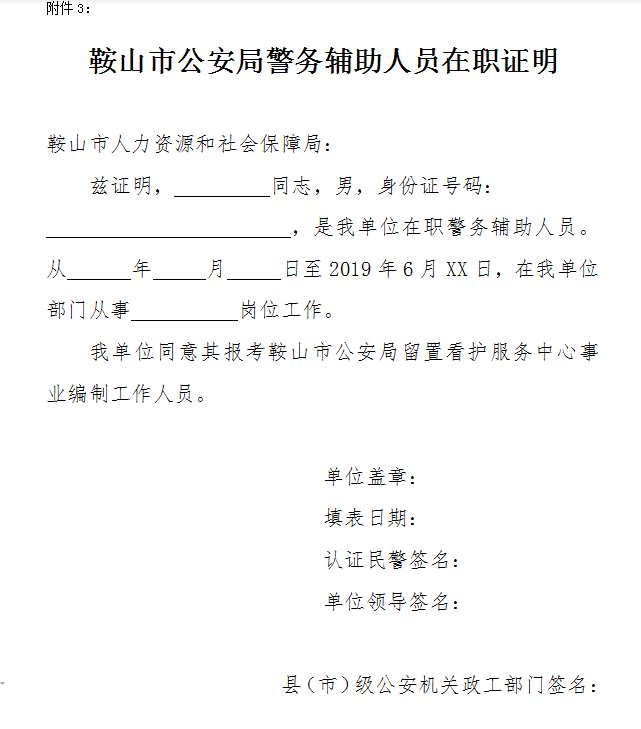 附件3：
鞍山市公安局警务辅助人员在职证明
鞍山市人力资源和社会保障局：
兹证明，_________同志，男，身份证号码：
_______________________，是我单位在职警务辅助人员。
从______年_____月_____日至2019年6月XX日，在我单位
部门从事__________岗位工作。
我单位同意其报考鞍山市公安局留置看护服务中心事
业编制工作人员。
单位盖章：
填表日期：
认证民警签名：
单位领导签名：
县（市）级公安机关政工部门签名：